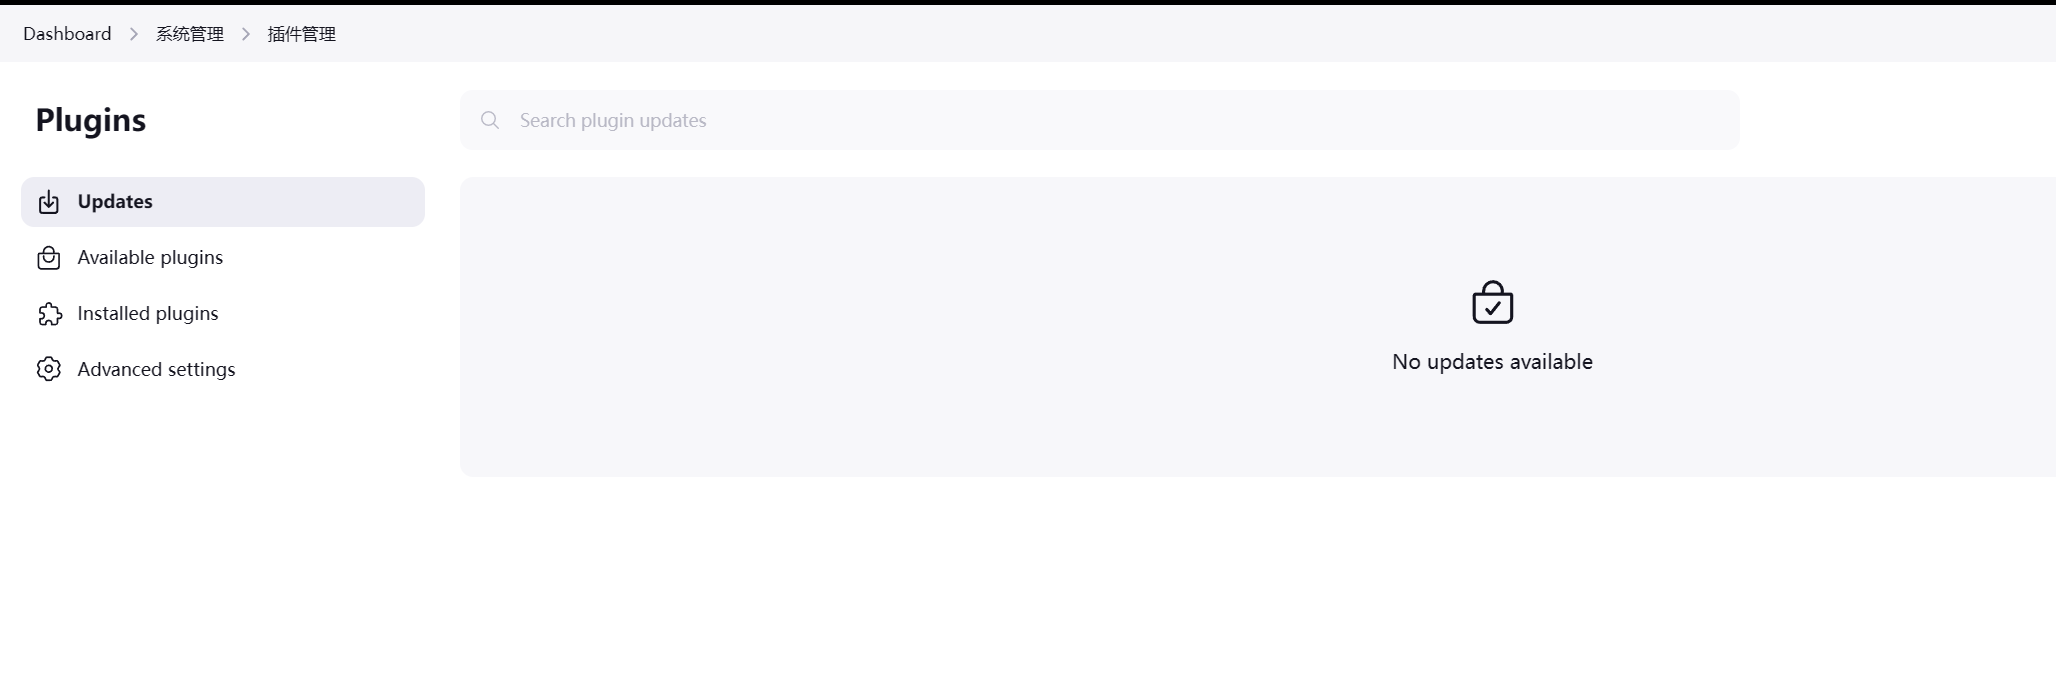 Dashboard > 系统管理 > 插件管理
Plugins
Search plugin updates
Updates
Available plugins
Installed plugins
Advanced settings
No updates available